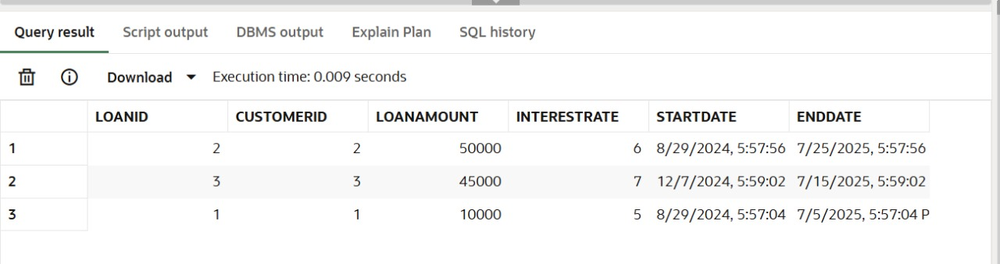 Query result Script output DBMS output Explain Plan SQL history
Download Execution time: 0.009 seconds
LOANID CUSTOMERID LOANAMOUNT INTERESTRATE STARTDATE ENDDATE
1 2 2 50000 6 8/29/2024, 5:57:56 7/25/2025, 5:57:56
2 3 3 45000 7 12/7/2024, 5:59:02 7/15/2025, 5:59:02
3 1 1 10000 5 8/29/2024, 5:57:04 7/5/2025, 5:57:04 P